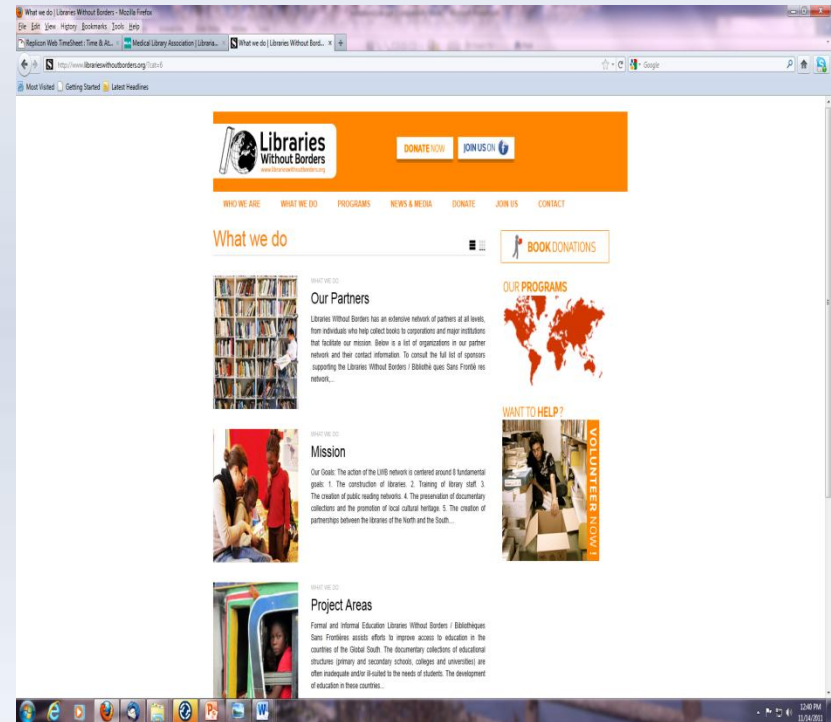 What we do | Libraries Without Borders - Mozilla Firefox
File Edit View History Bookmarks Tools Help
Replicon Web TimeSheet : Time & At... Medical Library Association | Libraria... What we do | Libraries Without Bord...
http://www.librarieswithoutborders.org/?cat=6
Google
Most Visited Getting Started Latest Headlines
Libraries
Without Borders
www.librarieswithoutborders.org
DONATE NOW JOIN US ON
WHO WE ARE WHAT WE DO PROGRAMS NEWS & MEDIA DONATE JOIN US CONTACT
What we do
WHAT WE DO
Our Partners
Libraries Without Borders has an extensive network of partners at all levels,
from individuals who help collect books to corporations and major institutions
that facilitate our mission. Below is a list of organizations in our partner
network and their contact information. To consult the full list of sponsors
supporting the Libraries Without Borders / Bibliothè ques Sans Frontiè res
network,...
WHAT WE DO
Mission
Our Goals: The action of the LWB network is centered around 8 fundamental
goals: 1. The construction of libraries. 2. Training of library staff. 3.
The creation of public reading networks. 4. The preservation of documentary
collections and the promotion of local cultural heritage. 5. The creation of
partnerships between the libraries of the North and the South....
WHAT WE DO
Project Areas
Formal and Informal Education Libraries Without Borders / Bibliothèques
Sans Frontières assists efforts to improve access to education in the
countries of the Global South. The documentary collections of educational
structures (primary and secondary schools, colleges and universities) are
often inadequate and/or ill-suited to the needs of students. The development
of education in these countries...
BOOK DONATIONS
OUR PROGRAMS
WANT TO HELP ?
VOLUNTEER NOW !
12:40 PM
11/14/2011